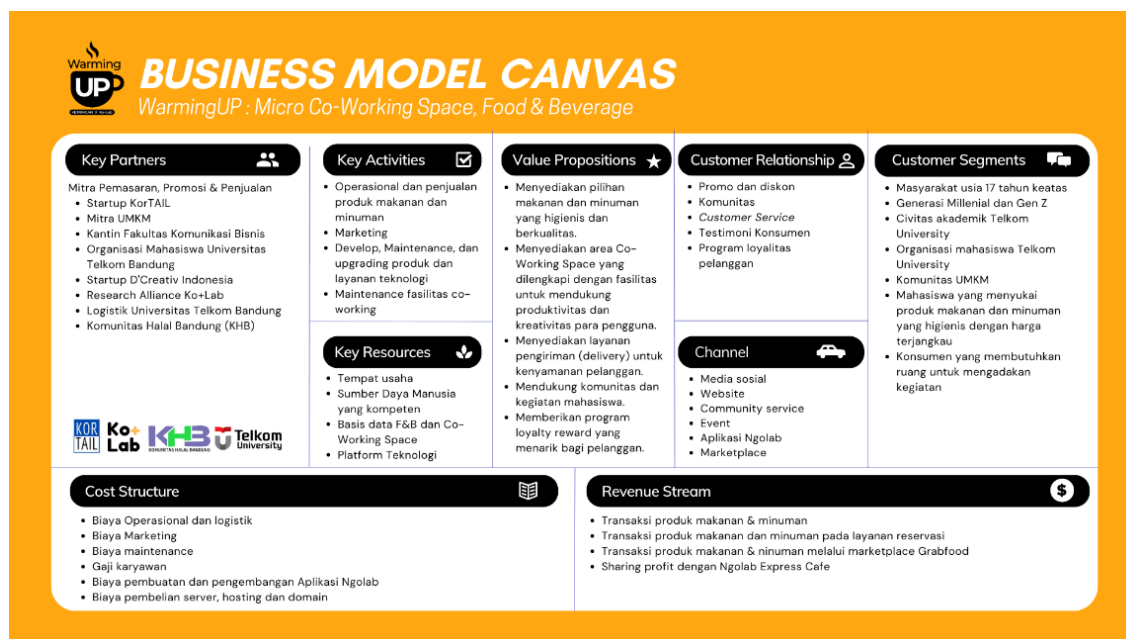 Warming
UP
BUSINESS MODEL CANVAS
WarmingUP : Micro Co-Working Space, Food & Beverage
Key Partners
Mitra Pemasaran, Promosi & Penjualan
• Startup KorTAIL
• Mitra UMKM
• Kantin Fakultas Komunikasi Bisnis
• Organisasi Mahasiswa Universitas
Telkom Bandung
• Startup D'Creativ Indonesia
• Research Alliance Ko+Lab
• Logistik Universitas Telkom Bandung
• Komunitas Halal Bandung (KHB)
KOR
TAIL
Ko+
Lab
KHB
KOMUNITAS HALAL BANDUNG
Telkom
University
Key Activities
• Operasional dan penjualan
produk makanan dan
minuman
• Marketing
• Develop, Maintenance, dan
upgrading produk dan
layanan teknologi
• Maintenance fasilitas co-
working
Key Resources
• Tempat usaha
• Sumber Daya Manusia
yang kompeten
• Basis data F&B dan Co-
Working Space
• Platform Teknologi
Value Propositions
• Menyediakan pilihan
makanan dan minuman
yang higienis dan
berkualitas.
• Menyediakan area Co-
Working Space yang
dilengkapi dengan fasilitas
untuk mendukung
produktivitas dan
kreativitas para pengguna.
• Menyediakan layanan
pengiriman (delivery) untuk
kenyamanan pelanggan.
• Mendukung komunitas dan
kegiatan mahasiswa.
• Memberikan program
loyalty reward yang
menarik bagi pelanggan.
Customer Relationship
• Promo dan diskon
• Komunitas
• Customer Service
• Testimoni Konsumen
• Program loyalitas
pelanggan
Channel
• Media sosial
• Website
• Community service
• Event
• Aplikasi Ngolab
• Marketplace
Customer Segments
• Masyarakat usia 17 tahun keatas
• Generasi Millenial dan Gen Z
• Civitas akademik Telkom
University
• Organisasi mahasiswa Telkom
University
• Komunitas UMKM
• Mahasiswa yang menyukai
produk makanan dan minuman
yang higienis dengan harga
terjangkau
• Konsumen yang membutuhkan
ruang untuk mengadakan
kegiatan
Cost Structure
• Biaya Operasional dan logistik
• Biaya Marketing
• Biaya maintenance
• Gaji karyawan
• Biaya pembuatan dan pengembangan Aplikasi Ngolab
• Biaya pembelian server, hosting dan domain
Revenue Stream
$
• Transaksi produk makanan & minuman
• Transaksi produk makanan dan minuman pada layanan reservasi
• Transaksi produk makanan & ninuman melalui marketplace Grabfood
• Sharing profit dengan Ngolab Express Cafe